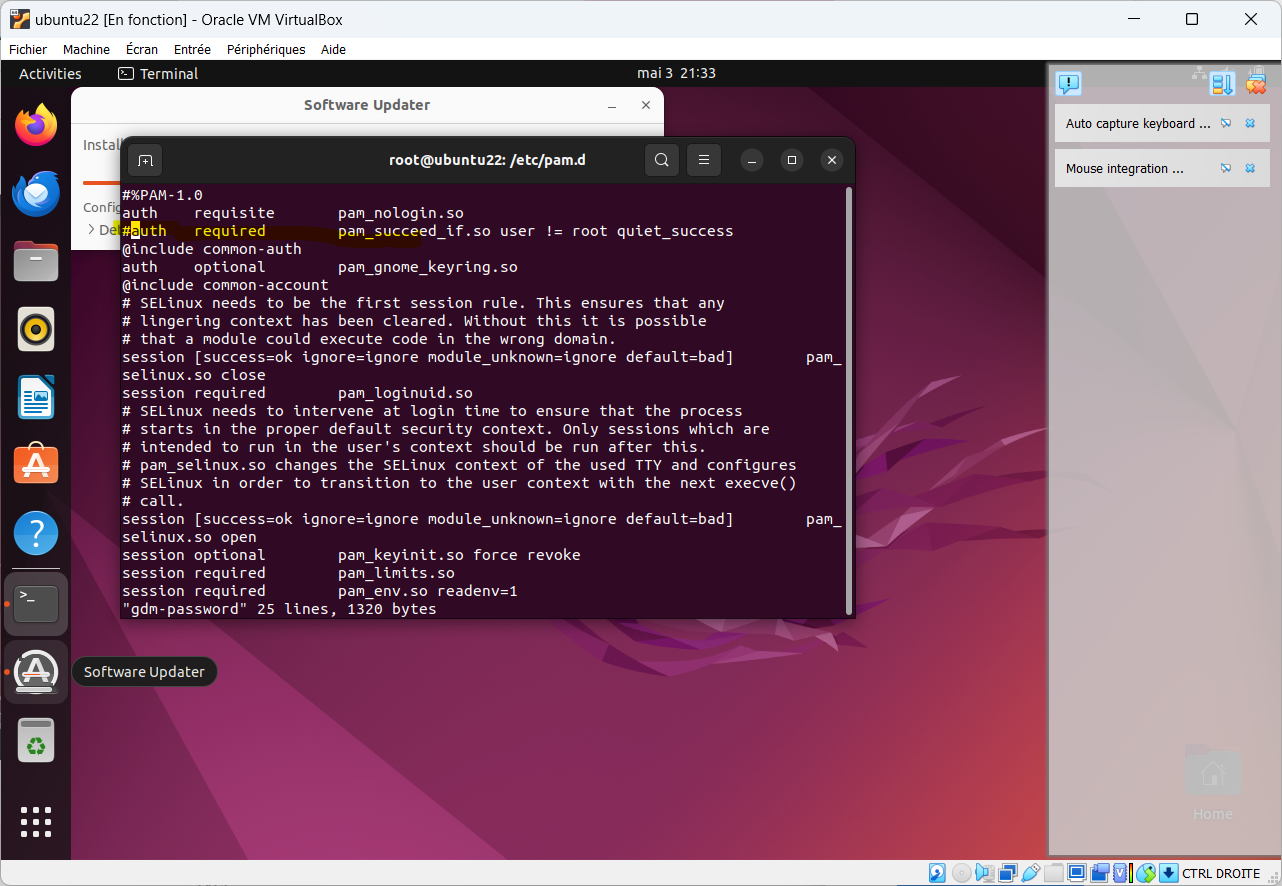 ubuntu22 [En fonction] - Oracle VM VirtualBox
Fichier Machine Écran Entrée Périphériques Aide
Activities Terminal mai 3 21:33
Software Updater
Install
root@ubuntu22: /etc/pam.d
Config
De
#%PAM-1.0
auth requisite pam_nologin.so
#auth required pam_succeed_if.so user != root quiet_success
@include common-auth
auth optional pam_gnome_keyring.so
@include common-account
# SELinux needs to be the first session rule. This ensures that any
# lingering context has been cleared. Without this it is possible
# that a module could execute code in the wrong domain.
session [success=ok ignore=ignore module_unknown=ignore default=bad] pam_
selinux.so close
session required pam_loginuid.so
# SELinux needs to intervene at login time to ensure that the process
# starts in the proper default security context. Only sessions which are
# intended to run in the user's context should be run after this.
# pam_selinux.so changes the SELinux context of the used TTY and configures
# SELinux in order to transition to the user context with the next execve()
# call.
session [success=ok ignore=ignore module_unknown=ignore default=bad] pam_
selinux.so open
session optional pam_keyinit.so force revoke
session required pam_limits.so
session required pam_env.so readenv=1
"gdm-password" 25 lines, 1320 bytes
Software Updater
Auto capture keyboard ...
Mouse integration ...
Home
CTRL DROITE